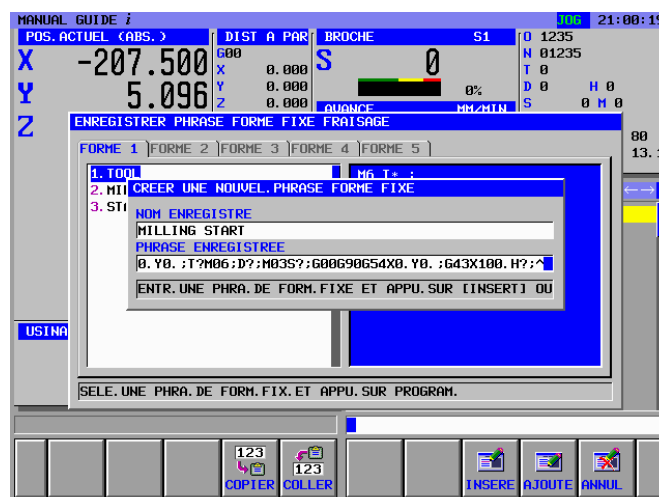 MANUAL GUIDE i JOG 21:00:19
POS.ACTUEL (ABS.) DIST A PAR BROCHE S1 O 1235
X -207.500 G00 S 0 N 01235
X 0.000 T 0
Y 5.096 Y 0.000 0% D 0 H 0
Z 0.000 AVANCE MM/MIN S 0 M 0
Z
ENREGISTRER PHRASE FORME FIXE FRAISAGE
80
13.
FORME 1 FORME 2 FORME 3 FORME 4 FORME 5
1.TOOL M6 T* ;
2.MI
3.ST
CREER UNE NOUVEL.PHRASE FORME FIXE
NOM ENREGISTRE
MILLING START
PHRASE ENREGISTREE
0.Y0.;T?M06;D?;M03S?;G00G90G54X0.Y0.;G43X100.H?;^
ENTR.UNE PHRA.DE FORM.FIXE ET APPU.SUR [INSERT] OU
USINA
SELE.UNE PHRA.DE FORM.FIX.ET APPU.SUR PROGRAM.
123 123
COPIER COLLER INSERE AJOUTE ANNUL